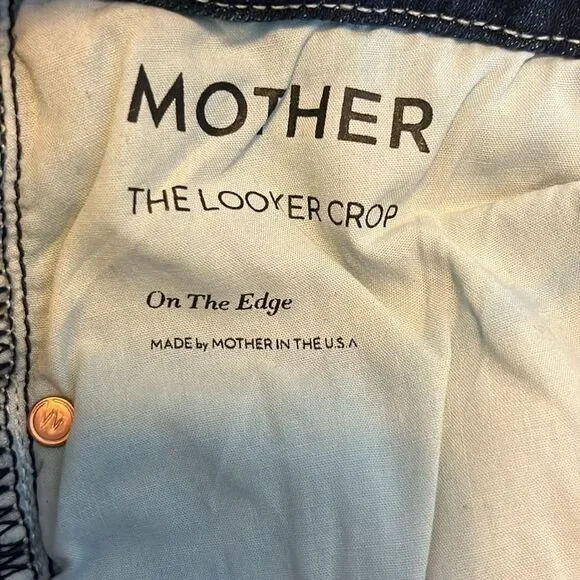 MOTHER
THE LOOKER CROP
On The Edge
MADE by MOTHER IN THE U.S.A